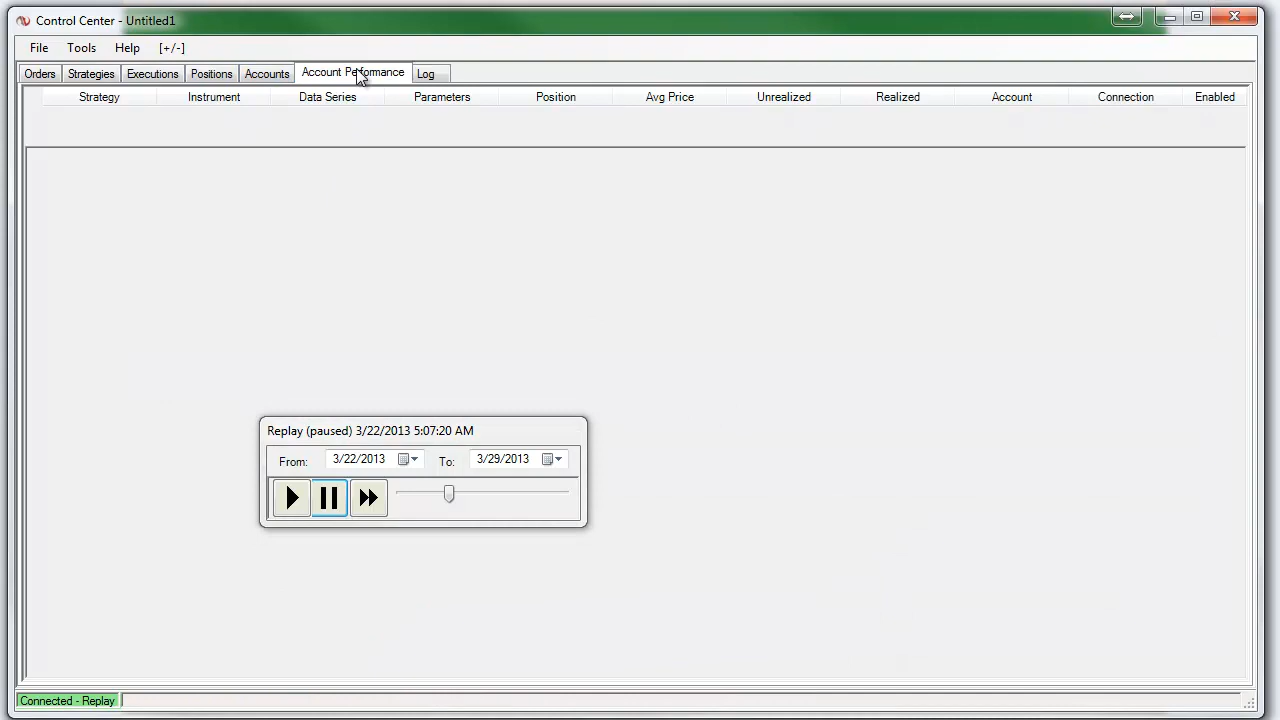 Control Center - Untitled1
File Tools Help [+/-]
Orders Strategies Executions Positions Accounts Account Performance Log
Strategy Instrument Data Series Parameters Position Avg Price Unrealized Realized Account Connection Enabled
Replay (paused) 3/22/2013 5:07:20 AM
From: 3/22/2013 To: 3/29/2013
Connected - Replay